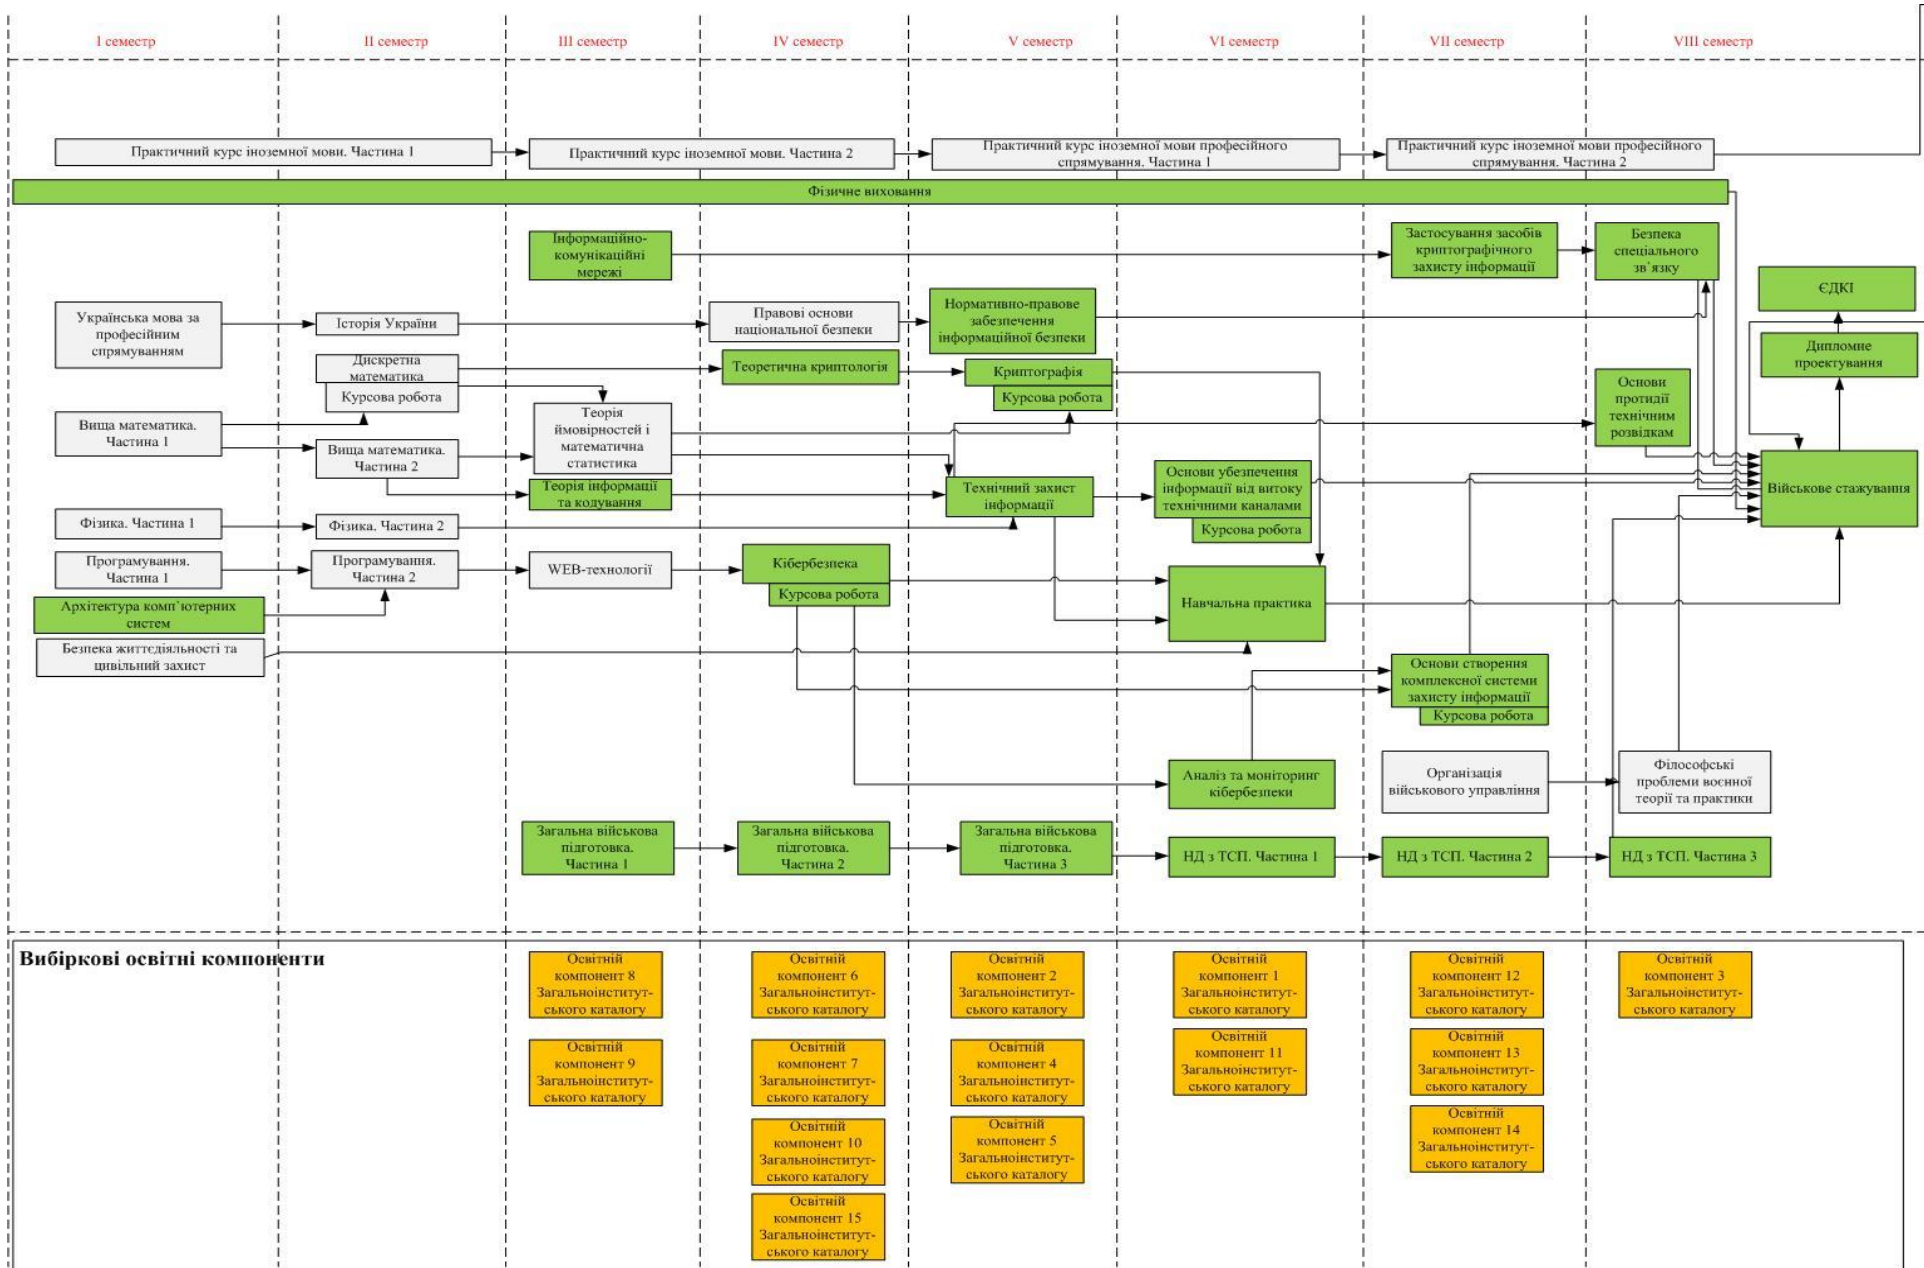 I семестр
II семестр
III семестр
IV семестр
V семестр
VI семестр
VII семестр
VIII семестр
Практичний курс іноземної мови. Частина 1
Практичний курс іноземної мови. Частина 2
Практичний курс іноземної мови професійного
спрямування. Частина 1
Практичний курс іноземної мови професійного
спрямування. Частина 2
Фізичне виховання
Інформаційно-
комунікаційні
мережі
Застосування засобів
криптографічного
захисту інформації
Безпека
спеціального
зв`язку
ЄДКІ
Українська мова за
професійним
спрямуванням
Історія України
Правові основи
національної безпеки
Нормативно-правове
забезпечення
інформаційної безпеки
Дипломне
проектування
Дискретна
математика
Курсова робота
Теоретична криптологія
Криптографія
Курсова робота
Основи
протидії
технічним
розвідкам
Вища математика.
Частина 1
Вища математика.
Частина 2
Теорія
ймовірностей і
математична
статистика
Теорія інформації
та кодування
Технічний захист
інформації
Основи убезпечення
інформації від витоку
технічними каналами
Курсова робота
Військове стажування
Фізика. Частина 1
Фізика. Частина 2
Програмування.
Частина 1
Програмування.
Частина 2
WEB-технології
Кібербезпека
Курсова робота
Навчальна практика
Архітектура комп`ютерних
систем
Безпека життєдіяльності та
цивільний захист
Основи створення
комплексної системи
захисту інформації
Курсова робота
Аналіз та моніторинг
кібербезпеки
Організація
військового управління
Філософські
проблеми воєнної
теорії та практики
Загальна військова
підготовка.
Частина 1
Загальна військова
підготовка.
Частина 2
Загальна військова
підготовка.
Частина 3
НД з ТСП. Частина 1
НД з ТСП. Частина 2
НД з ТСП. Частина 3
Вибіркові освітні компоненти
Освітній
компонент 8
Загальноінститут-
ського каталогу
Освітній
компонент 6
Загальноінститут-
ського каталогу
Освітній
компонент 2
Загальноінститут-
ського каталогу
Освітній
компонент 1
Загальноінститут-
ського каталогу
Освітній
компонент 12
Загальноінститут-
ського каталогу
Освітній
компонент 3
Загальноінститут-
ського каталогу
Освітній
компонент 9
Загальноінститут-
ського каталогу
Освітній
компонент 7
Загальноінститут-
ського каталогу
Освітній
компонент 4
Загальноінститут-
ського каталогу
Освітній
компонент 11
Загальноінститут-
ського каталогу
Освітній
компонент 13
Загальноінститут-
ського каталогу
Освітній
компонент 10
Загальноінститут-
ського каталогу
Освітній
компонент 5
Загальноінститут-
ського каталогу
Освітній
компонент 14
Загальноінститут-
ського каталогу
Освітній
компонент 15
Загальноінститут-
ського каталогу